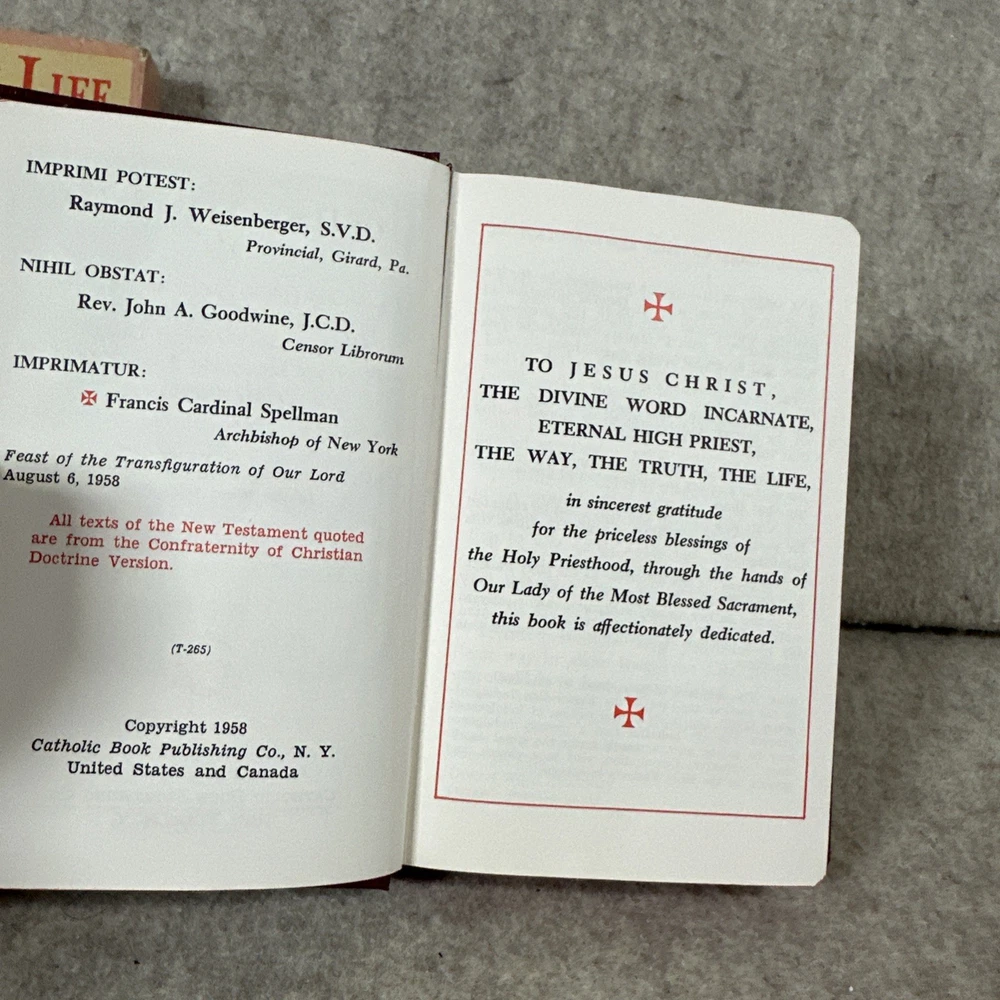 LIFE
IMPRIMI POTEST:
Raymond J. Weisenberger, S.V.D.
Provincial, Girard, Pa.
NIHIL OBSTAT:
Rev. John A. Goodwine, J.C.D.
Censor Librorum
IMPRIMATUR:
✠ Francis Cardinal Spellman
Archbishop of New York
Feast of the Transfiguration of Our Lord
August 6, 1958
All texts of the New Testament quoted
are from the Confraternity of Christian
Doctrine Version.
(T-265)
Copyright 1958
Catholic Book Publishing Co., N. Y.
United States and Canada
TO JESUS CHRIST,
THE DIVINE WORD INCARNATE,
ETERNAL HIGH PRIEST,
THE WAY, THE TRUTH, THE LIFE,
in sincerest gratitude
for the priceless blessings of
the Holy Priesthood, through the hands of
Our Lady of the Most Blessed Sacrament,
this book is affectionately dedicated.